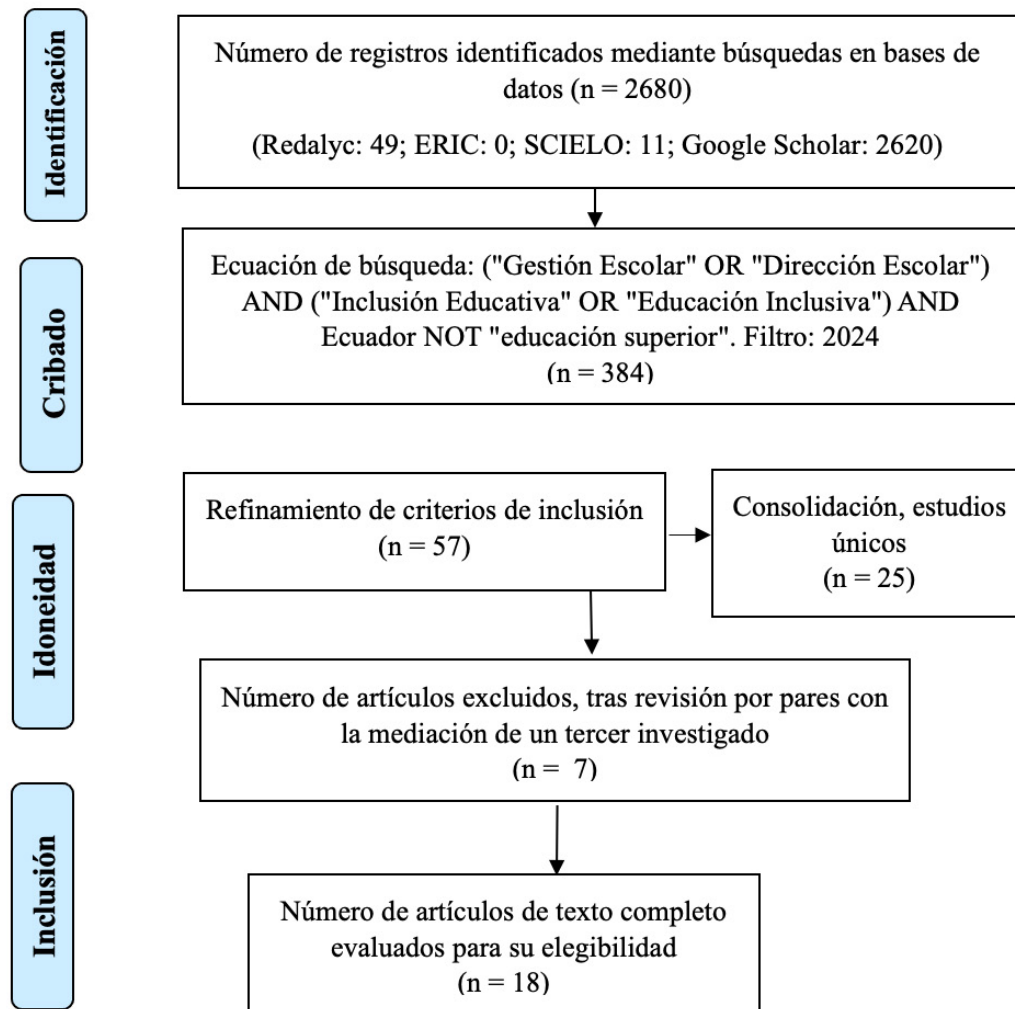 Identificación
Número de registros identificados mediante búsquedas en bases de
datos (n = 2680)
(Redalyc: 49; ERIC: 0; SCIELO: 11; Google Scholar: 2620)
Cribado
Ecuación de búsqueda: ("Gestión Escolar" OR "Dirección Escolar")
AND ("Inclusión Educativa" OR "Educación Inclusiva") AND
Ecuador NOT "educación superior". Filtro: 2024
(n = 384)
Idoneidad
Refinamiento de criterios de inclusión
(n = 57)
Consolidación, estudios
únicos
(n = 25)
Número de artículos excluidos, tras revisión por pares con
la mediación de un tercer investigado
(n =  7)
Inclusión
Número de artículos de texto completo
evaluados para su elegibilidad
(n = 18)